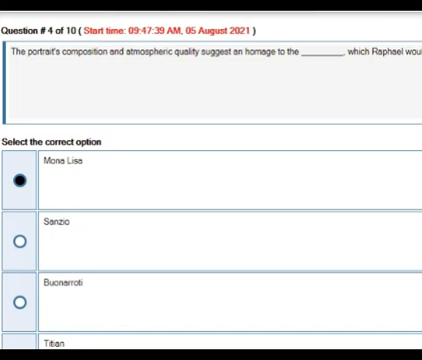 Question # 4 of 10 ( Start time: 09:47:39 AM, 05 August 2021 )
The portrait's composition and atmospheric quality suggest an homage to the ________, which Raphael wou
Select the correct option
Mona Lisa
Sanzio
Buonarroti
Titian